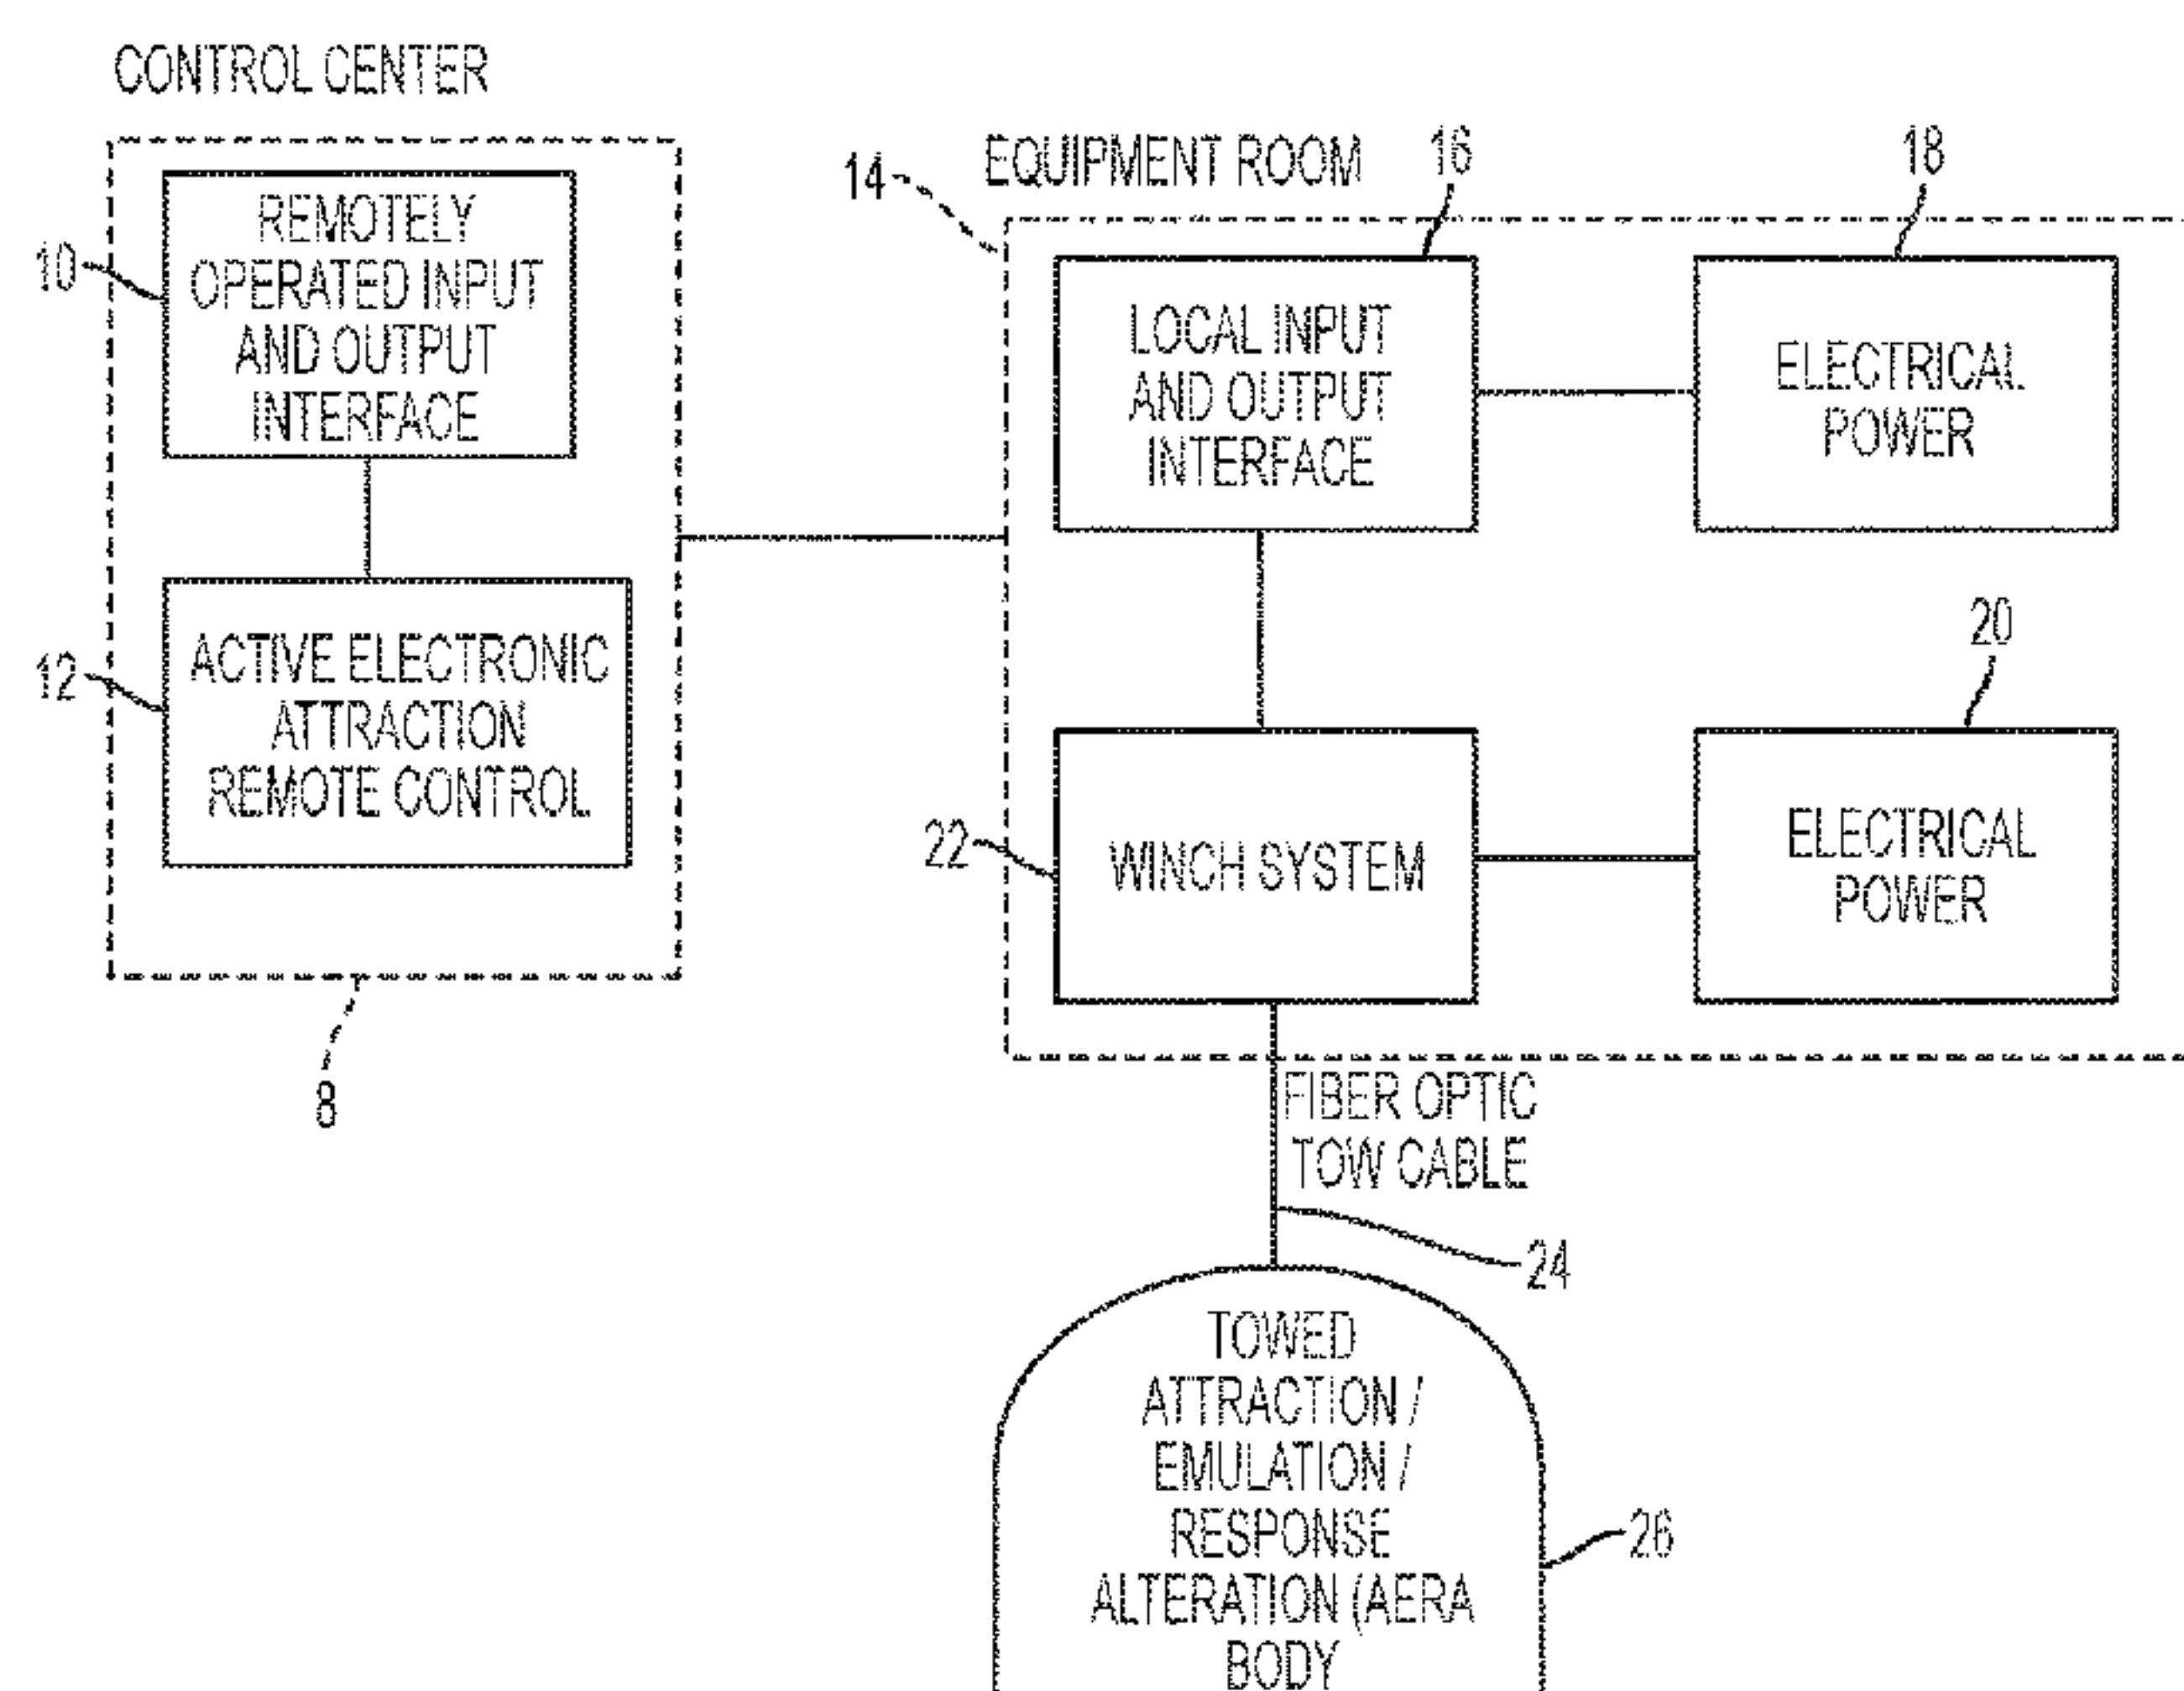 CONTROL CENTER
10
REMOTELY
OPERATED INPUT
AND OUTPUT
INTERFACE
12
ACTIVE ELECTRONIC
ATTRACTION
REMOTE CONTROL
8
14
EQUIPMENT ROOM
16
18
LOCAL INPUT
AND OUTPUT
INTERFACE
ELECTRICAL
POWER
20
22
WINCH SYSTEM
ELECTRICAL
POWER
FIBER OPTIC
TOW CABLE
24
TOWED
ATTRACTION /
EMULATION /
RESPONSE
ALTERATION (AERA
BODY
26